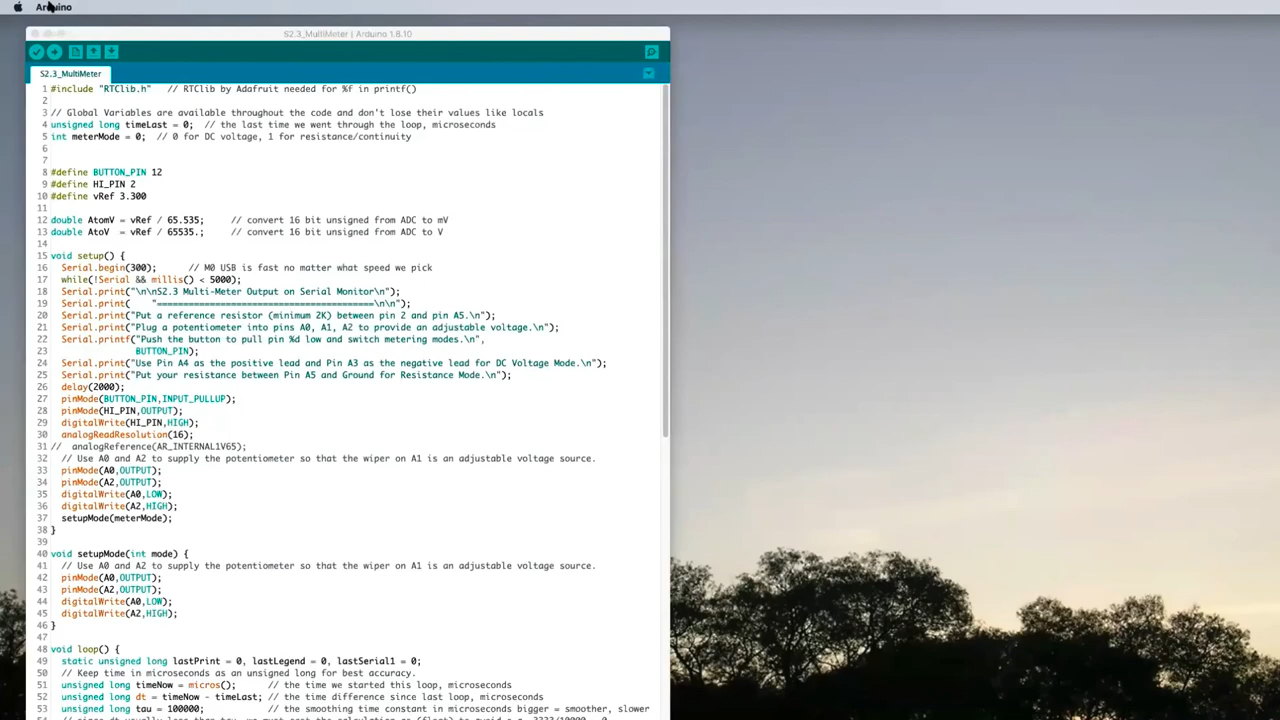 Arduino
S2.3_MultiMeter | Arduino 1.8.10
S2.3_MultiMeter
1 #include "RTClib.h"  // RTClib by Adafruit needed for %f in printf()
2
3 // Global Variables are available throughout the code and don't lose their values like locals
4 unsigned long timeLast = 0;  // the last time we went through the loop, microseconds
5 int meterMode = 0;  // 0 for DC voltage, 1 for resistance/continuity
6
7
8 #define BUTTON_PIN 12
9 #define HI_PIN 2
10 #define vRef 3.300
11
12 double AtomV = vRef / 65.535;     // convert 16 bit unsigned from ADC to mV
13 double AtoV  = vRef / 65535.;     // convert 16 bit unsigned from ADC to V
14
15 void setup() {
16   Serial.begin(300);      // M0 USB is fast no matter what speed we pick
17   while(!Serial && millis() < 5000);
18   Serial.print("\n\nS2.3 Multi-Meter Output on Serial Monitor\n");
19   Serial.print(    "=========================================\n\n");
20   Serial.print("Put a reference resistor (minimum 2K) between pin 2 and pin A5.\n");
21   Serial.print("Plug a potentiometer into pins A0, A1, A2 to provide an adjustable voltage.\n");
22   Serial.printf("Push the button to pull pin %d low and switch metering modes.\n",
23                 BUTTON_PIN);
24   Serial.print("Use Pin A4 as the positive lead and Pin A3 as the negative lead for DC Voltage Mode.\n");
25   Serial.print("Put your resistance between Pin A5 and Ground for Resistance Mode.\n");
26   delay(2000);
27   pinMode(BUTTON_PIN,INPUT_PULLUP);
28   pinMode(HI_PIN,OUTPUT);
29   digitalWrite(HI_PIN,HIGH);
30   analogReadResolution(16);
31 //  analogReference(AR_INTERNAL1V65);
32   // Use A0 and A2 to supply the potentiometer so that the wiper on A1 is an adjustable voltage source.
33   pinMode(A0,OUTPUT);
34   pinMode(A2,OUTPUT);
35   digitalWrite(A0,LOW);
36   digitalWrite(A2,HIGH);
37   setupMode(meterMode);
38 }
39
40 void setupMode(int mode) {
41   // Use A0 and A2 to supply the potentiometer so that the wiper on A1 is an adjustable voltage source.
42   pinMode(A0,OUTPUT);
43   pinMode(A2,OUTPUT);
44   digitalWrite(A0,LOW);
45   digitalWrite(A2,HIGH);
46 }
47
48 void loop() {
49   static unsigned long lastPrint = 0, lastLegend = 0, lastSerial1 = 0;
50   // Keep time in microseconds as an unsigned long for best accuracy.
51   unsigned long timeNow = micros();      // the time we started this loop, microseconds
52   unsigned long dt = timeNow - timeLast; // the time difference since last loop, microseconds
53   unsigned long tau = 100000;            // the smoothing time constant in microseconds bigger = smoother, slower